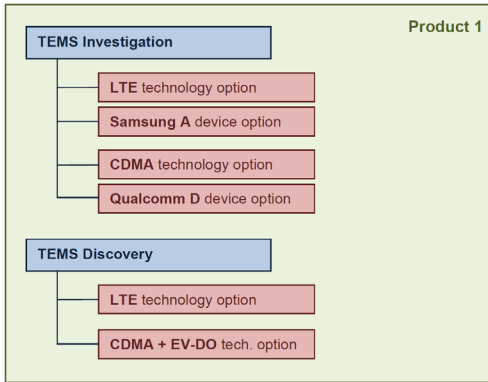 Product 1
TEMS Investigation
LTE technology option
Samsung A device option
CDMA technology option
Qualcomm D device option
TEMS Discovery
LTE technology option
CDMA + EV-DO tech. option